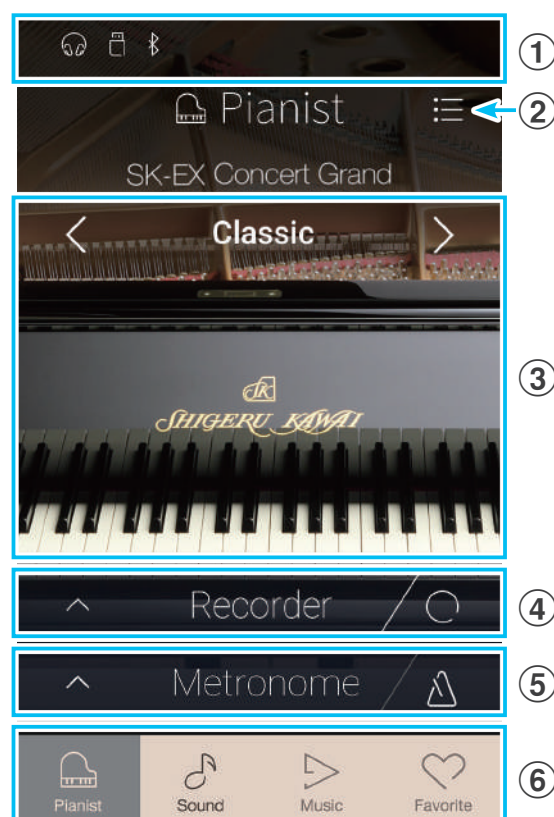 ①
Pianist
②
SK-EX Concert Grand
Classic
③
SK
SHIGERU KAWAI
Recorder
④
Metronome
⑤
Pianist Sound Music Favorite
⑥